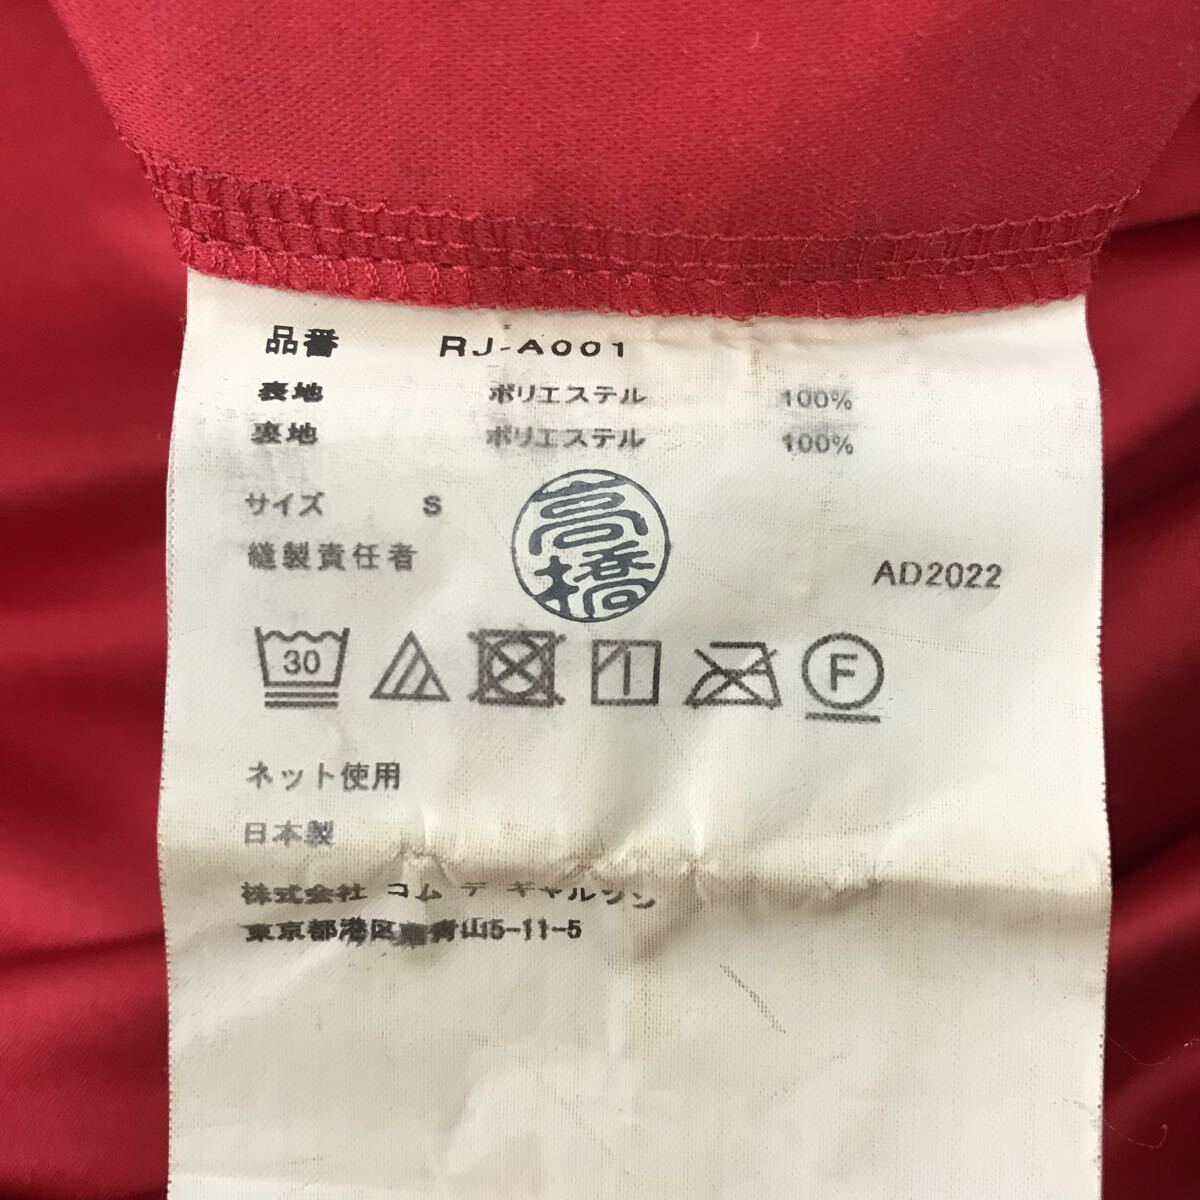 品番 RJ-A001
表地 ポリエステル 100%
裏地 ポリエステル 100%
サイズ S
高橋
縫製責任者
AD2022
30 F
ネット使用
日本製
株式会社 コム デ ギャルソン
東京都港区南青山5-11-5